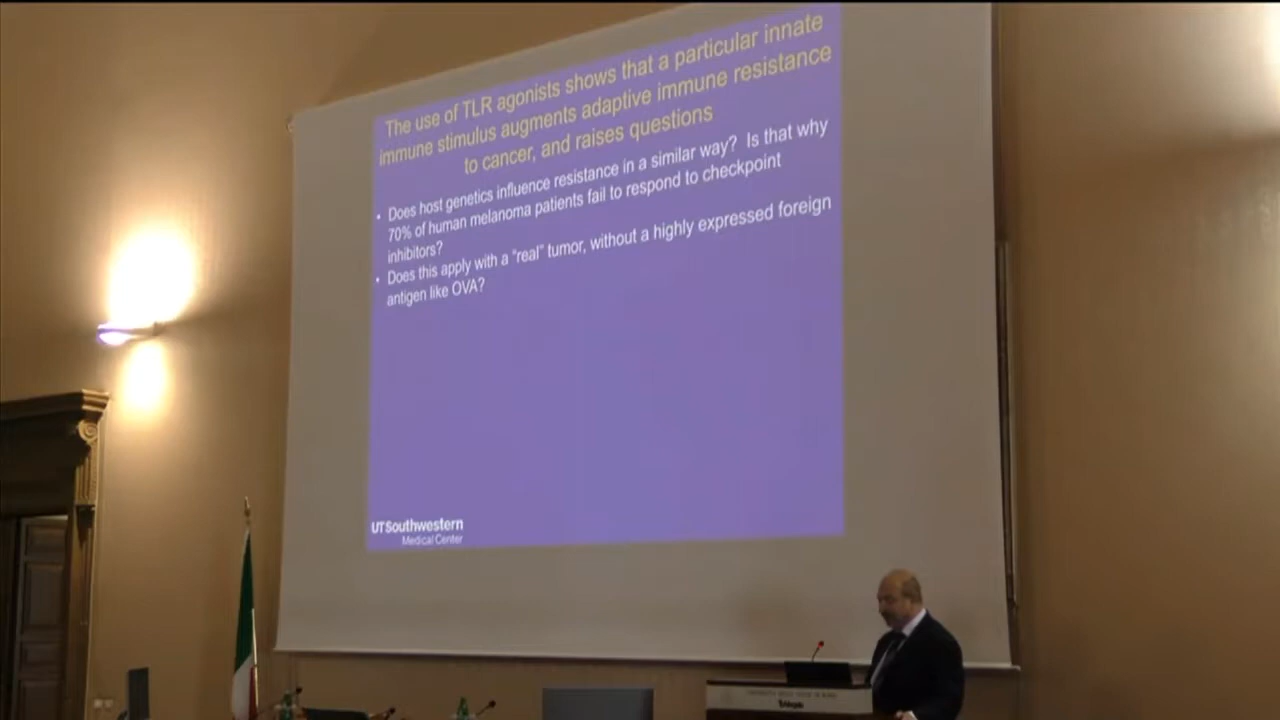 The use of TLR agonists shows that a particular innate
immune stimulus augments adaptive immune resistance
to cancer, and raises questions
• Does host genetics influence resistance in a similar way? Is that why
70% of human melanoma patients fail to respond to checkpoint
inhibitors?
• Does this apply with a “real” tumor, without a highly expressed foreign
antigen like OVA?
UTSouthwestern
Medical Center